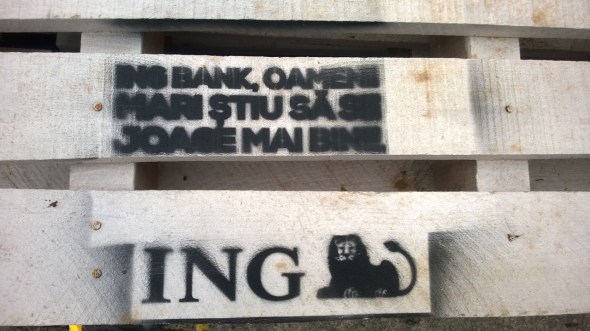 ING BANK, OAMENII
MARI ȘTIU SĂ SE
JOACE MAI BINE.
ING